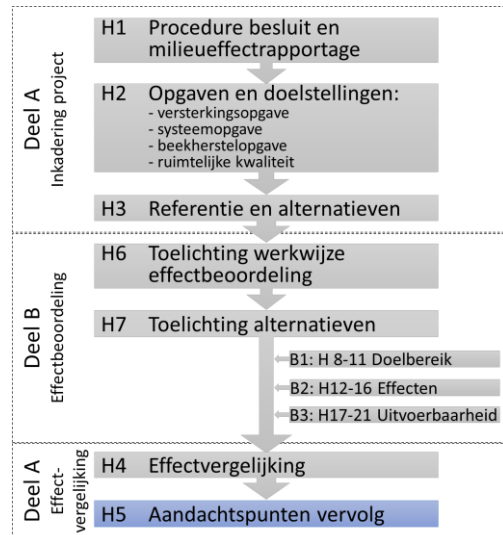 Deel A
Inkadering project
H1 Procedure besluit en
milieueffectrapportage
H2 Opgaven en doelstellingen:
- versterkingsopgave
- systeemopgave
- beekherstelopgave
- ruimtelijke kwaliteit
H3 Referentie en alternatieven
Deel B
Effectbeoordeling
H6 Toelichting werkwijze
effectbeoordeling
H7 Toelichting alternatieven
B1: H 8-11 Doelbereik
B2: H12-16 Effecten
B3: H17-21 Uitvoerbaarheid
Deel A
Effect-
vergelijking
H4 Effectvergelijking
H5 Aandachtspunten vervolg